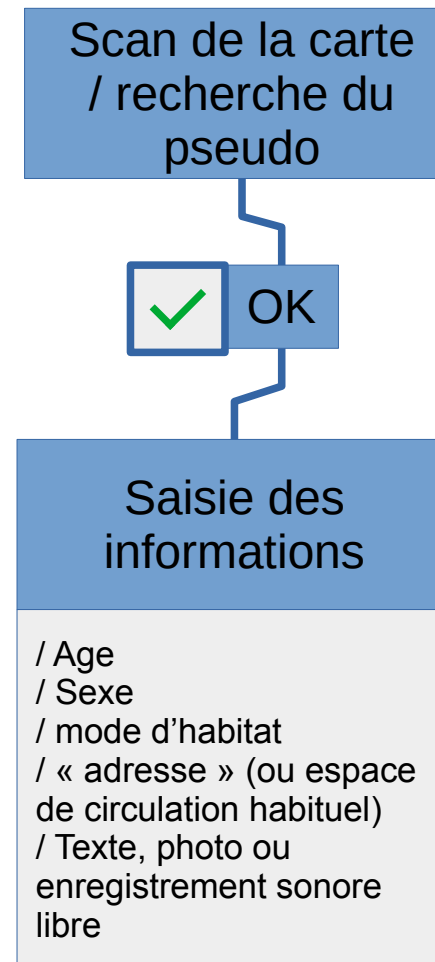 Scan de la carte
/ recherche du
pseudo
OK
Saisie des
informations
/ Age
/ Sexe
/ mode d’habitat
/ « adresse » (ou espace
de circulation habituel)
/ Texte, photo ou
enregistrement sonore
libre